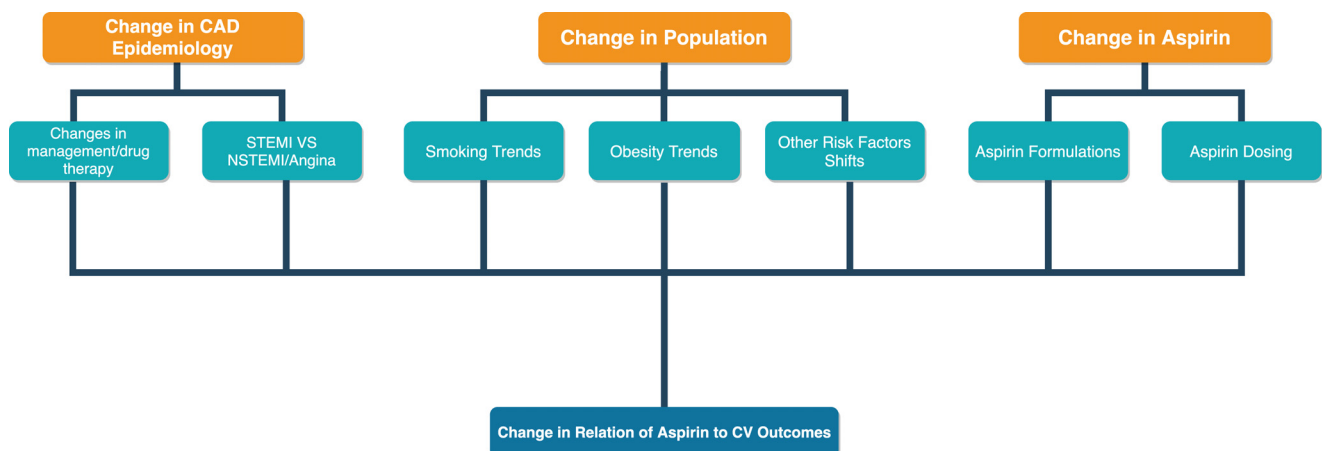 Change in CAD
Epidemiology
Change in Population
Change in Aspirin
Changes in
management/drug
therapy
STEMI VS
NSTEMI/Angina
Smoking Trends
Obesity Trends
Other Risk Factors
Shifts
Aspirin Formulations
Aspirin Dosing
Change in Relation of Aspirin to CV Outcomes